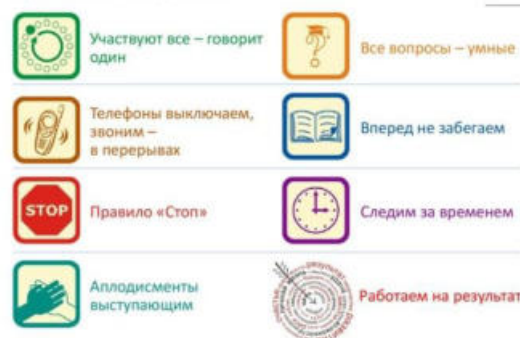 Участвуют все – говорит
один
Все вопросы – умные
Телефоны выключаем,
звоним –
в перерывах
Вперед не забегаем
STOP
Правило «Стоп»
Следим за временем
Аплодисменты
выступающим
Работаем на результат